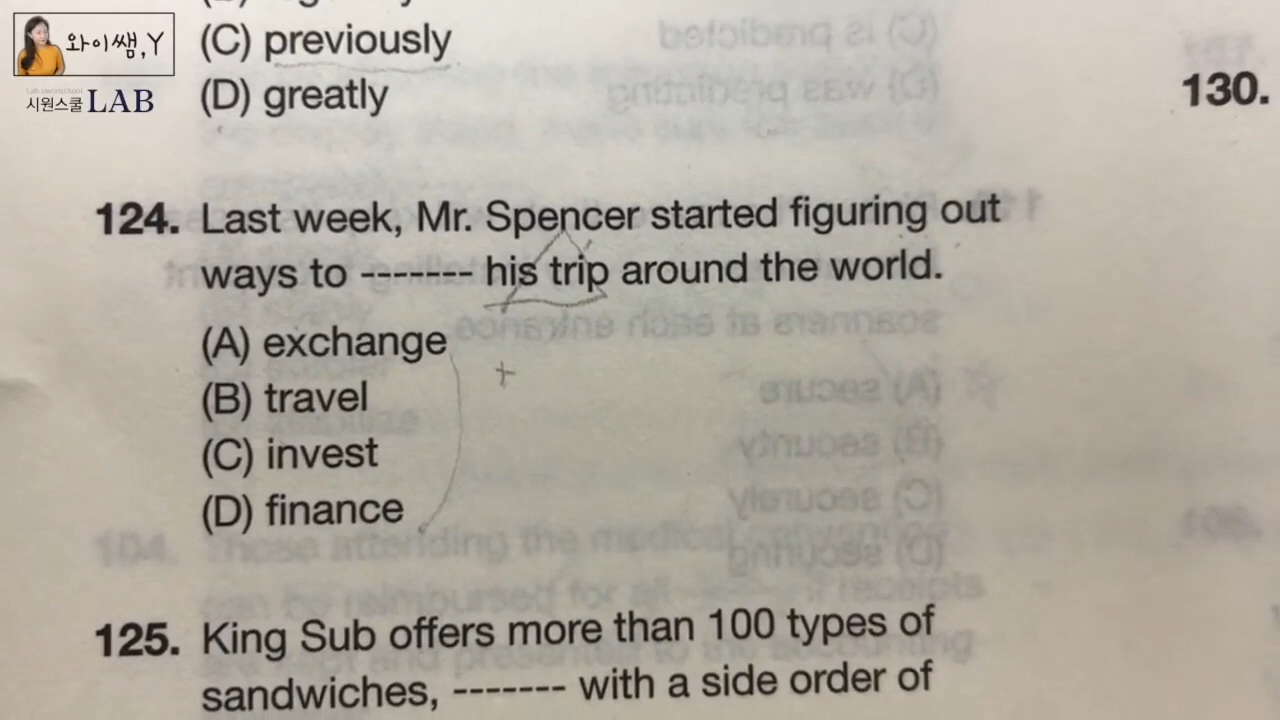 와이쌤,Y
Lab.siwonschool
시원스쿨 LAB
(C) previously
(D) greatly
124. Last week, Mr. Spencer started figuring out
ways to ------- his trip around the world.
(A) exchange
(B) travel
(C) invest
(D) finance
125. King Sub offers more than 100 types of
sandwiches, ------- with a side order of
130.